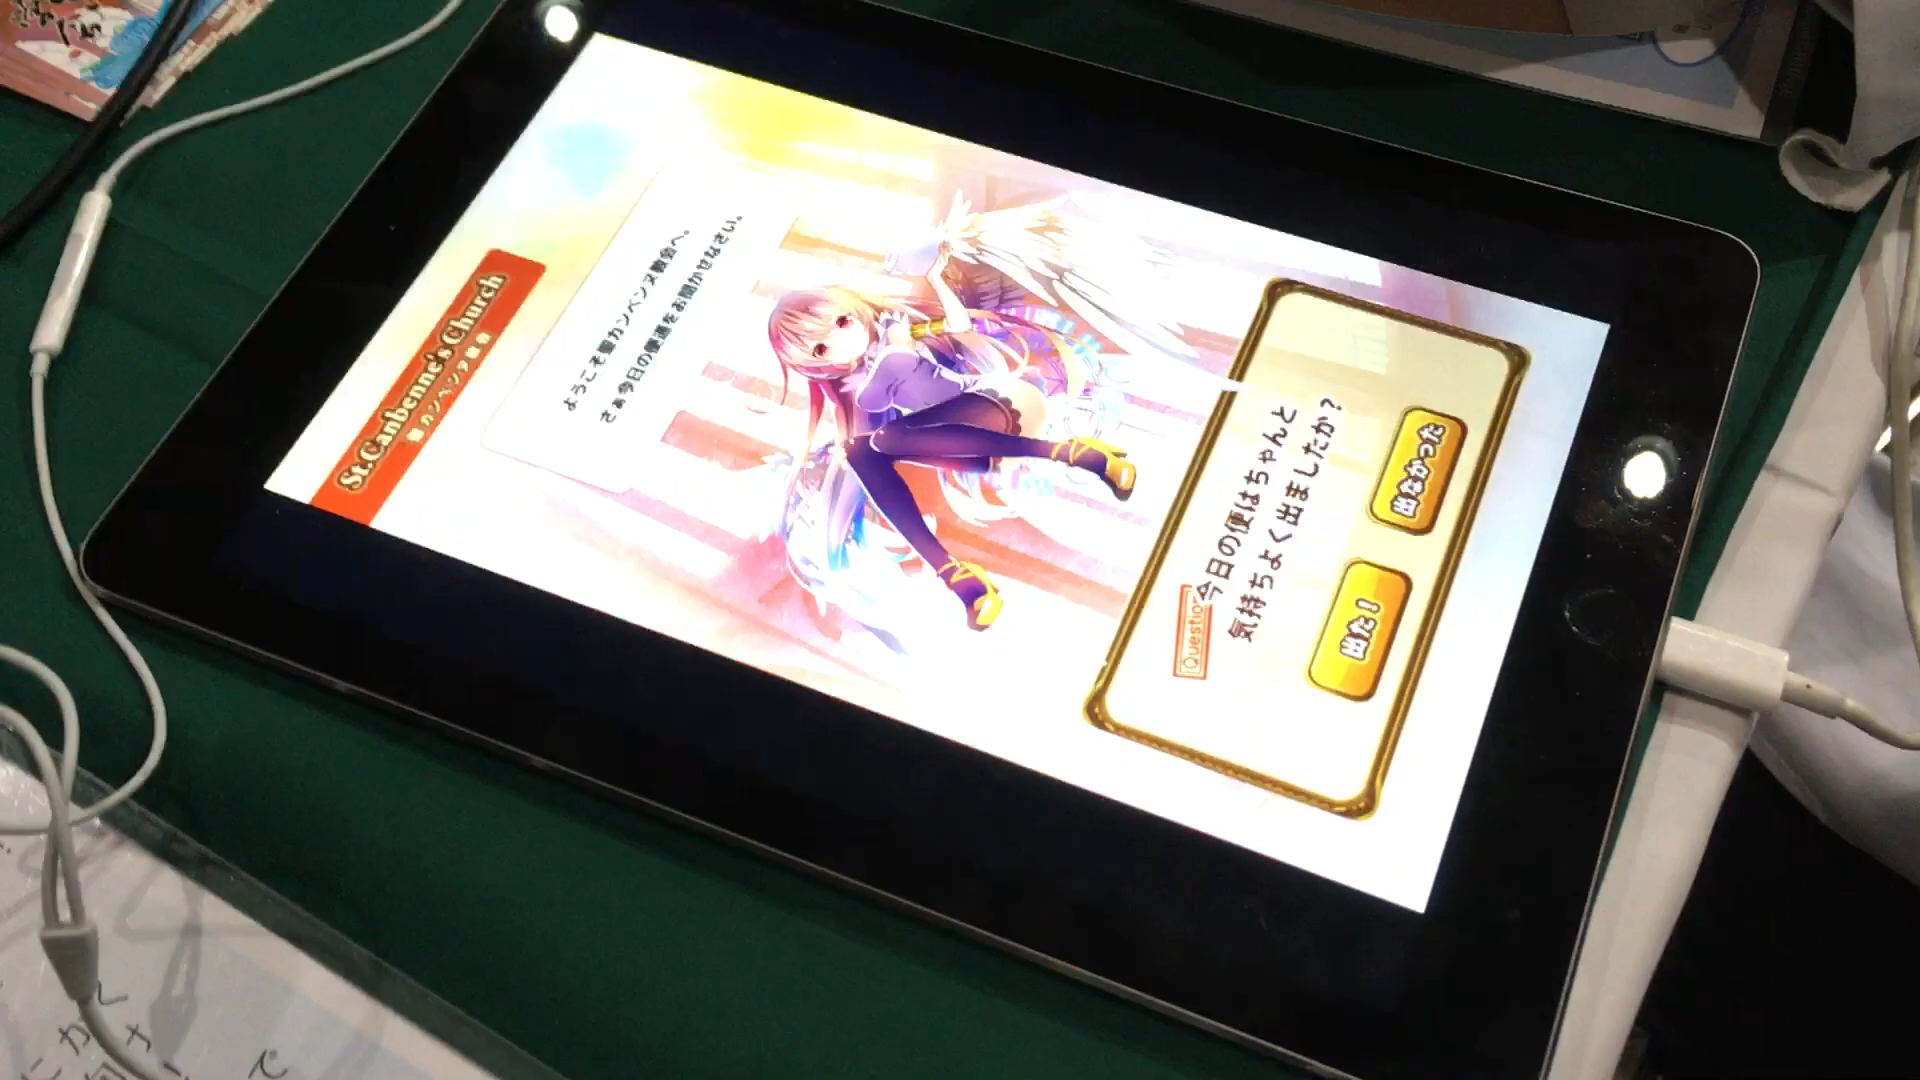 St.Canbenne's Church
聖カンベンヌ教会
ようこそ聖カンベンヌ教会へ。
さぁ今日の便通をお聞かせなさい。
Question
今日の便はちゃんと
気持ちよく出ましたか?
出た!
出なかった